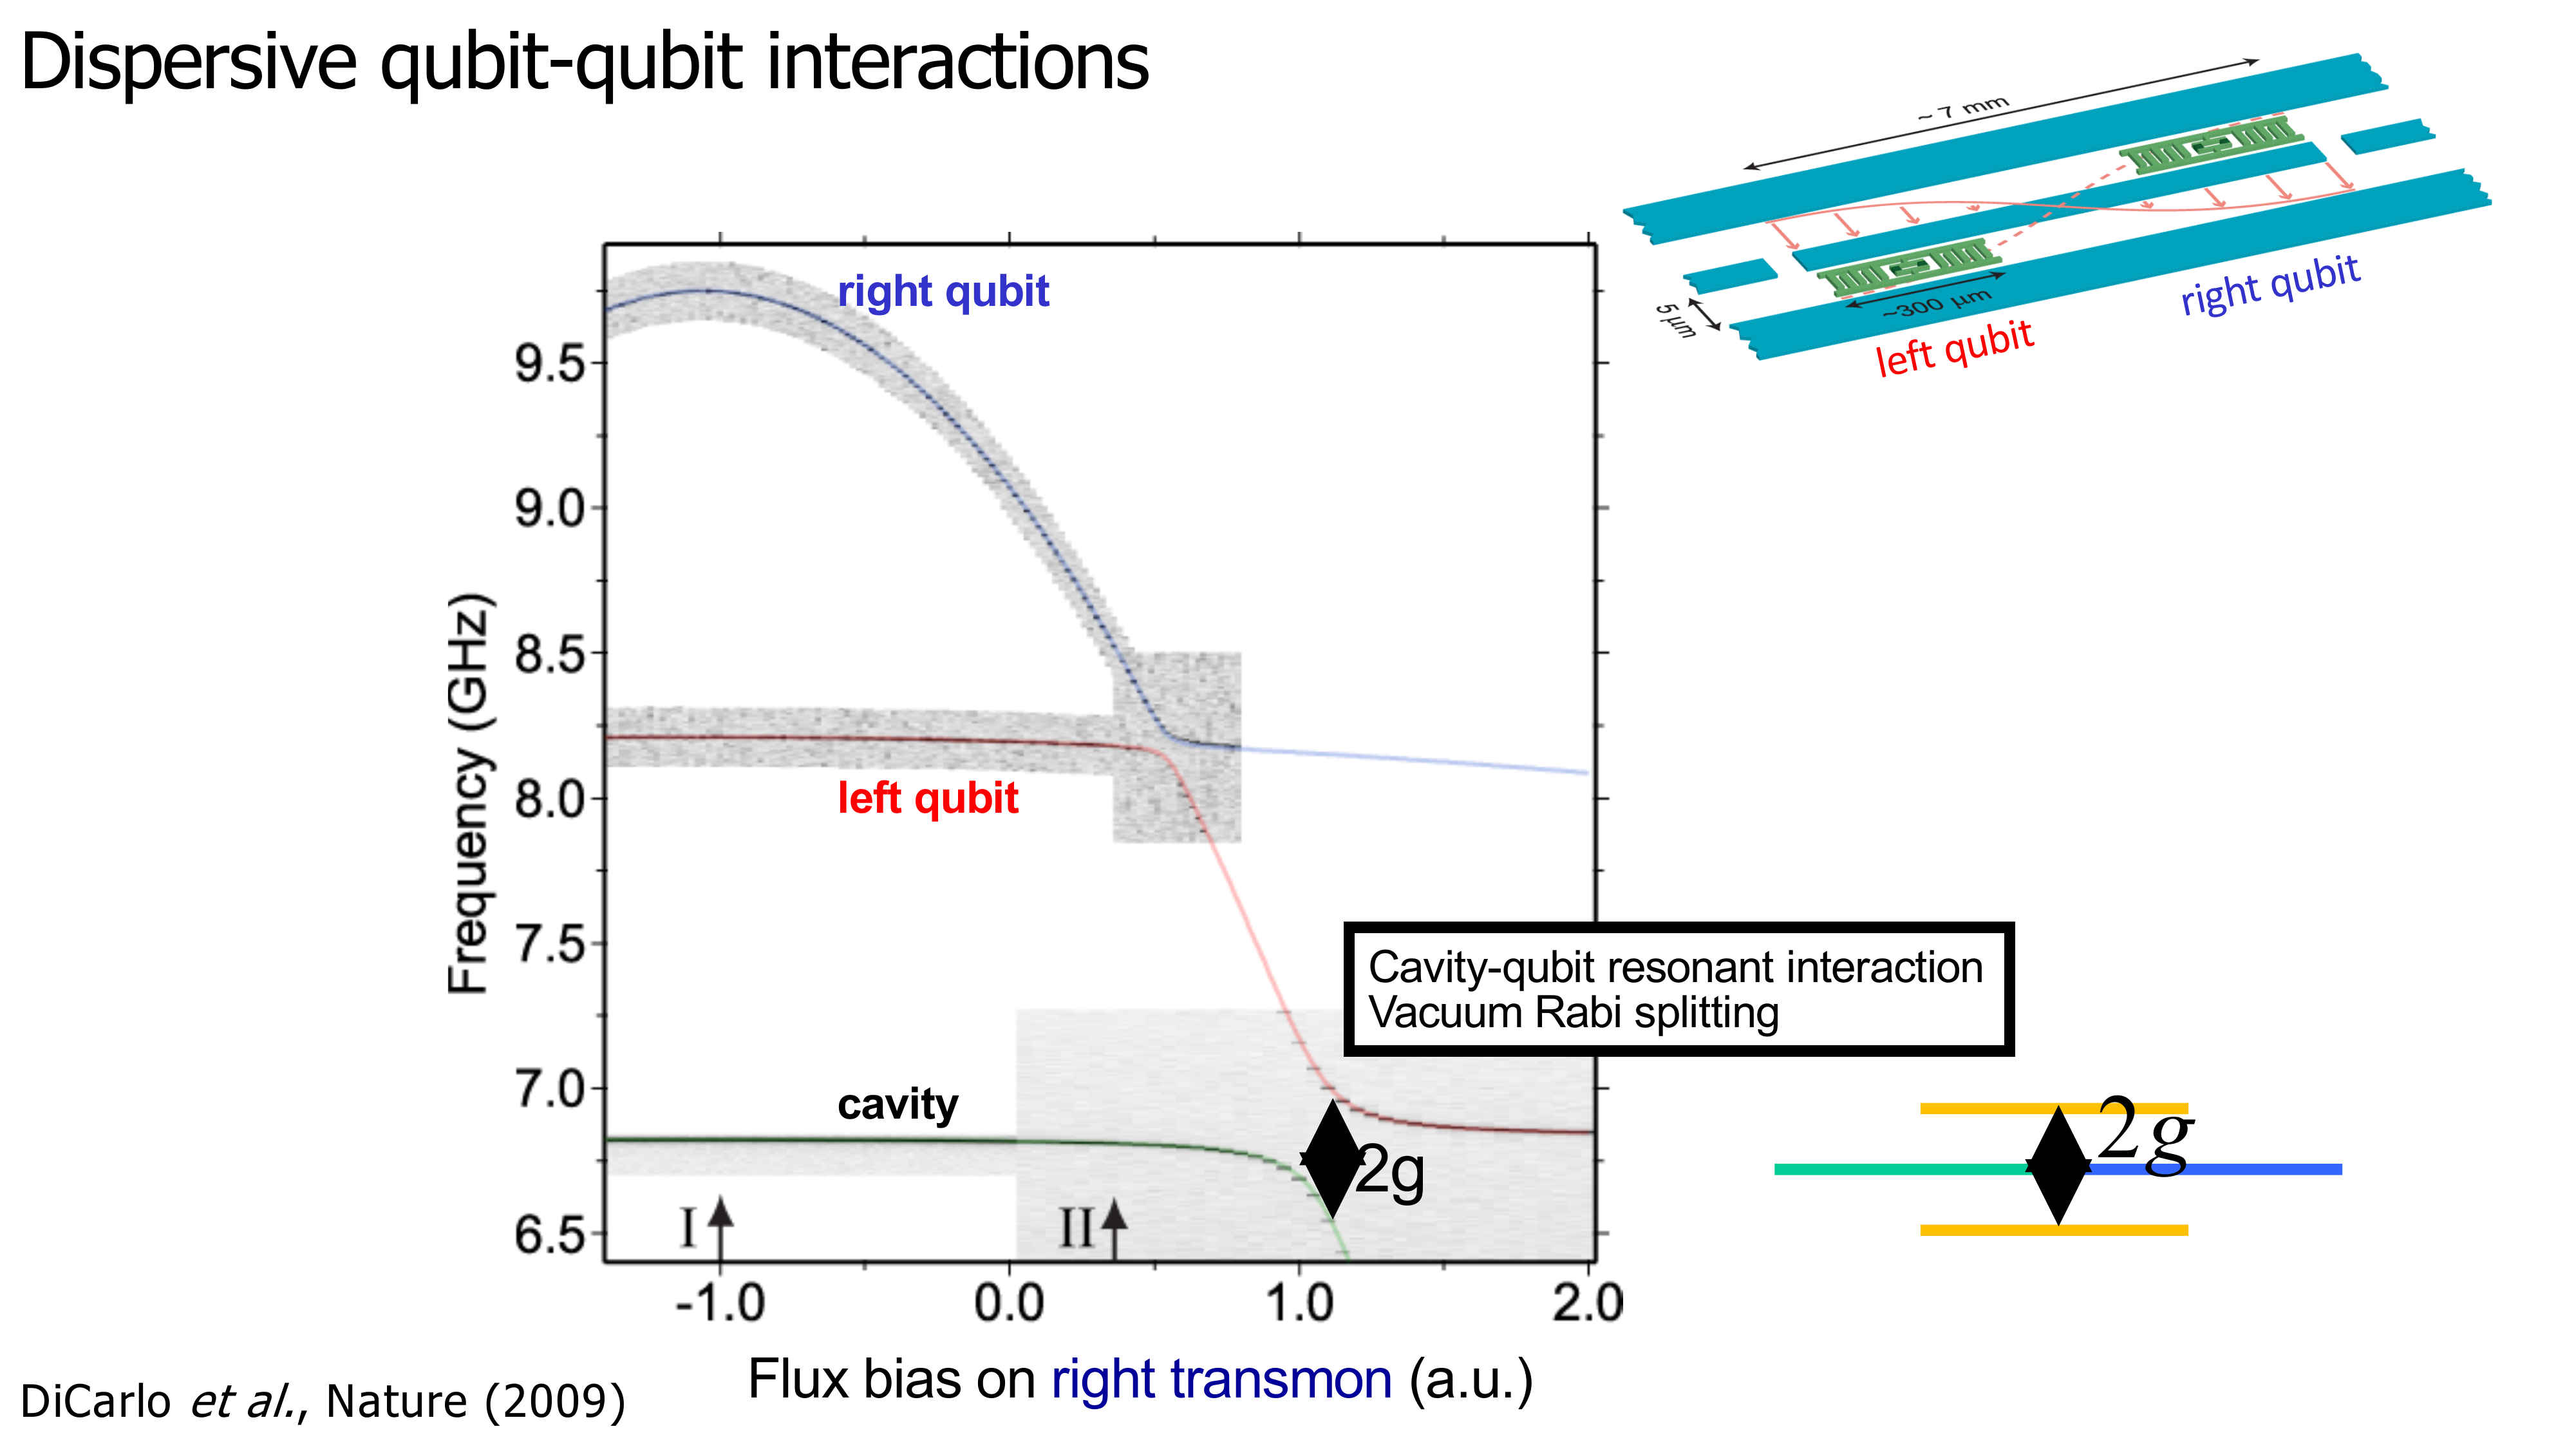 Dispersive qubit-qubit interactions
~ 7 mm
5 µm
~300 µm
left qubit
right qubit
right qubit
left qubit
cavity
Frequency (GHz)
9.5
9.0
8.5
8.0
7.5
7.0
6.5
I
II
2g
Cavity-qubit resonant interaction
Vacuum Rabi splitting
2g
-1.0 0.0 1.0 2.0
Flux bias on right transmon (a.u.)
DiCarlo et al., Nature (2009)